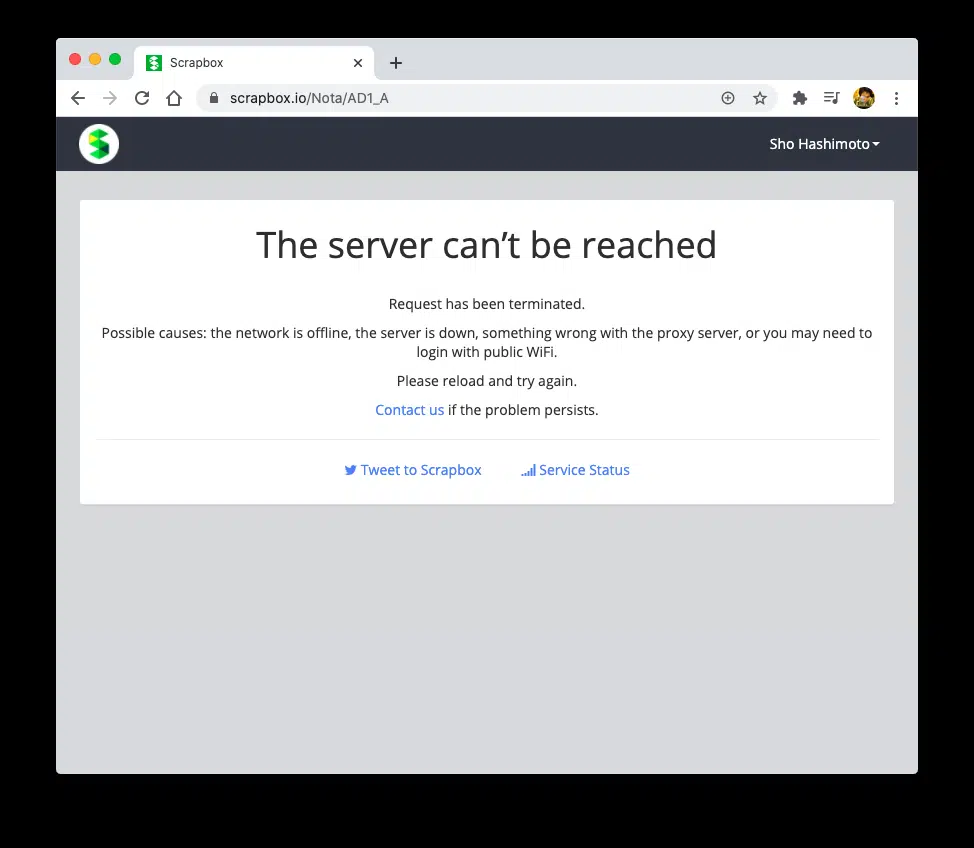 Scrapbox
scrapbox.io/Nota/AD1_A
Sho Hashimoto
The server can’t be reached
Request has been terminated.
Possible causes: the network is offline, the server is down, something wrong with the proxy server, or you may need to
login with public WiFi.
Please reload and try again.
Contact us if the problem persists.
Tweet to Scrapbox
Service Status